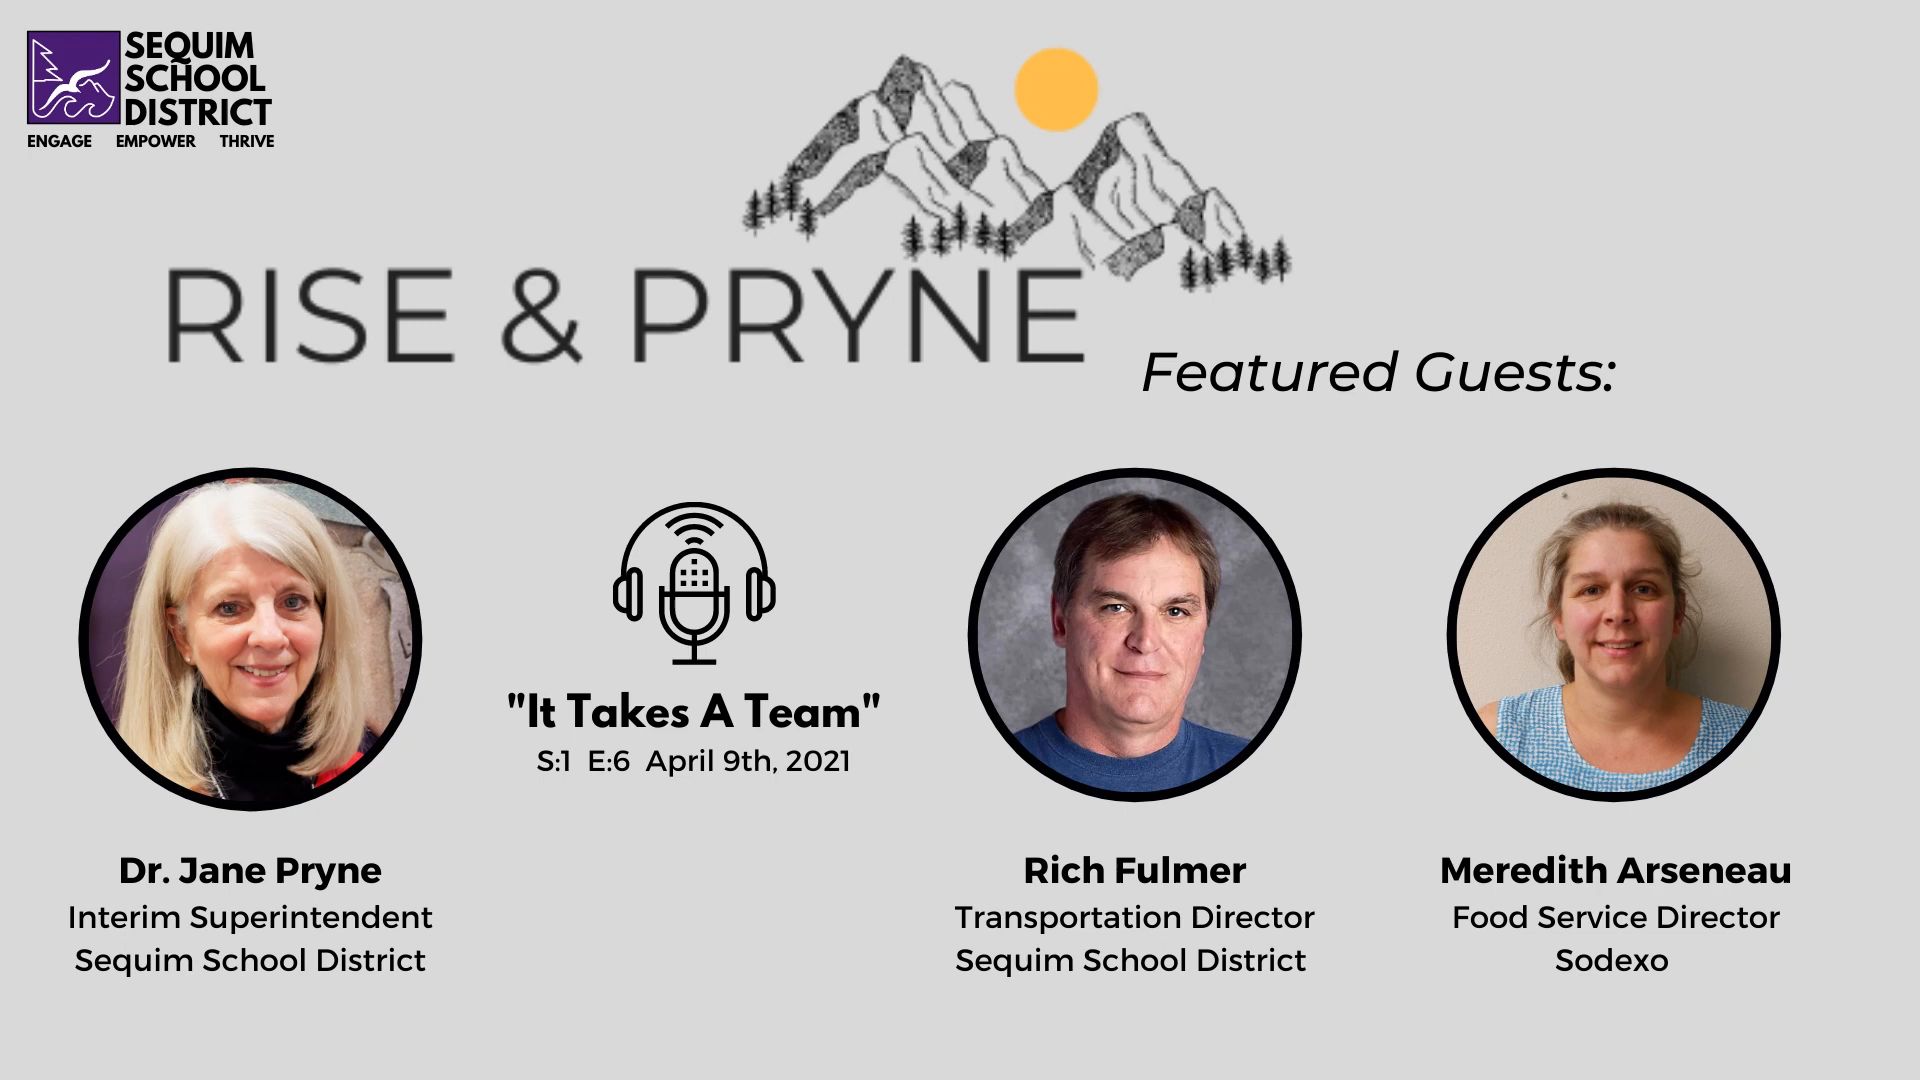 SEQUIM
SCHOOL
DISTRICT
ENGAGE EMPOWER THRIVE
RISE & PRYNE
Featured Guests:
"It Takes A Team"
S:1 E:6 April 9th, 2021
Dr. Jane Pryne
Interim Superintendent
Sequim School District
Rich Fulmer
Transportation Director
Sequim School District
Meredith Arseneau
Food Service Director
Sodexo